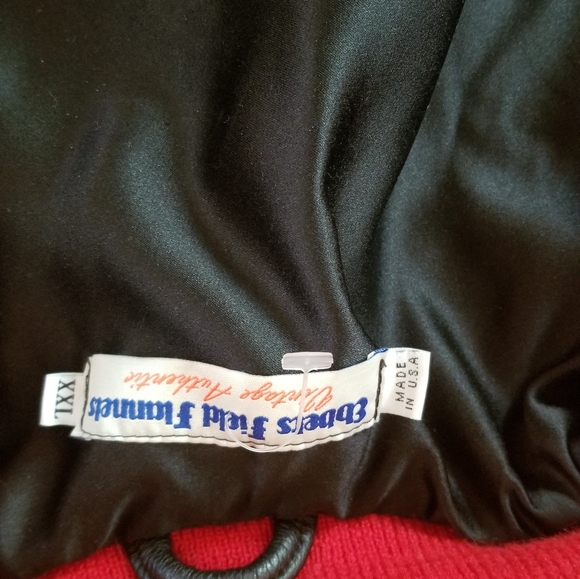 Ebbets Field Flannels
Vintage Authentic
XXL
MADE
IN U.S.A